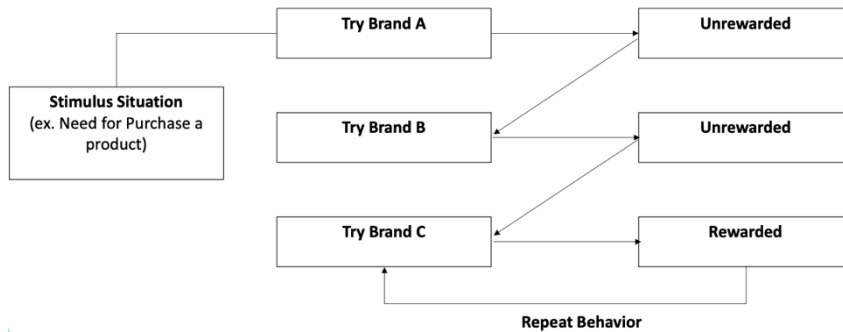 Try Brand A
Unrewarded
Stimulus Situation
(ex. Need for Purchase a
product)
Try Brand B
Unrewarded
Try Brand C
Rewarded
Repeat Behavior